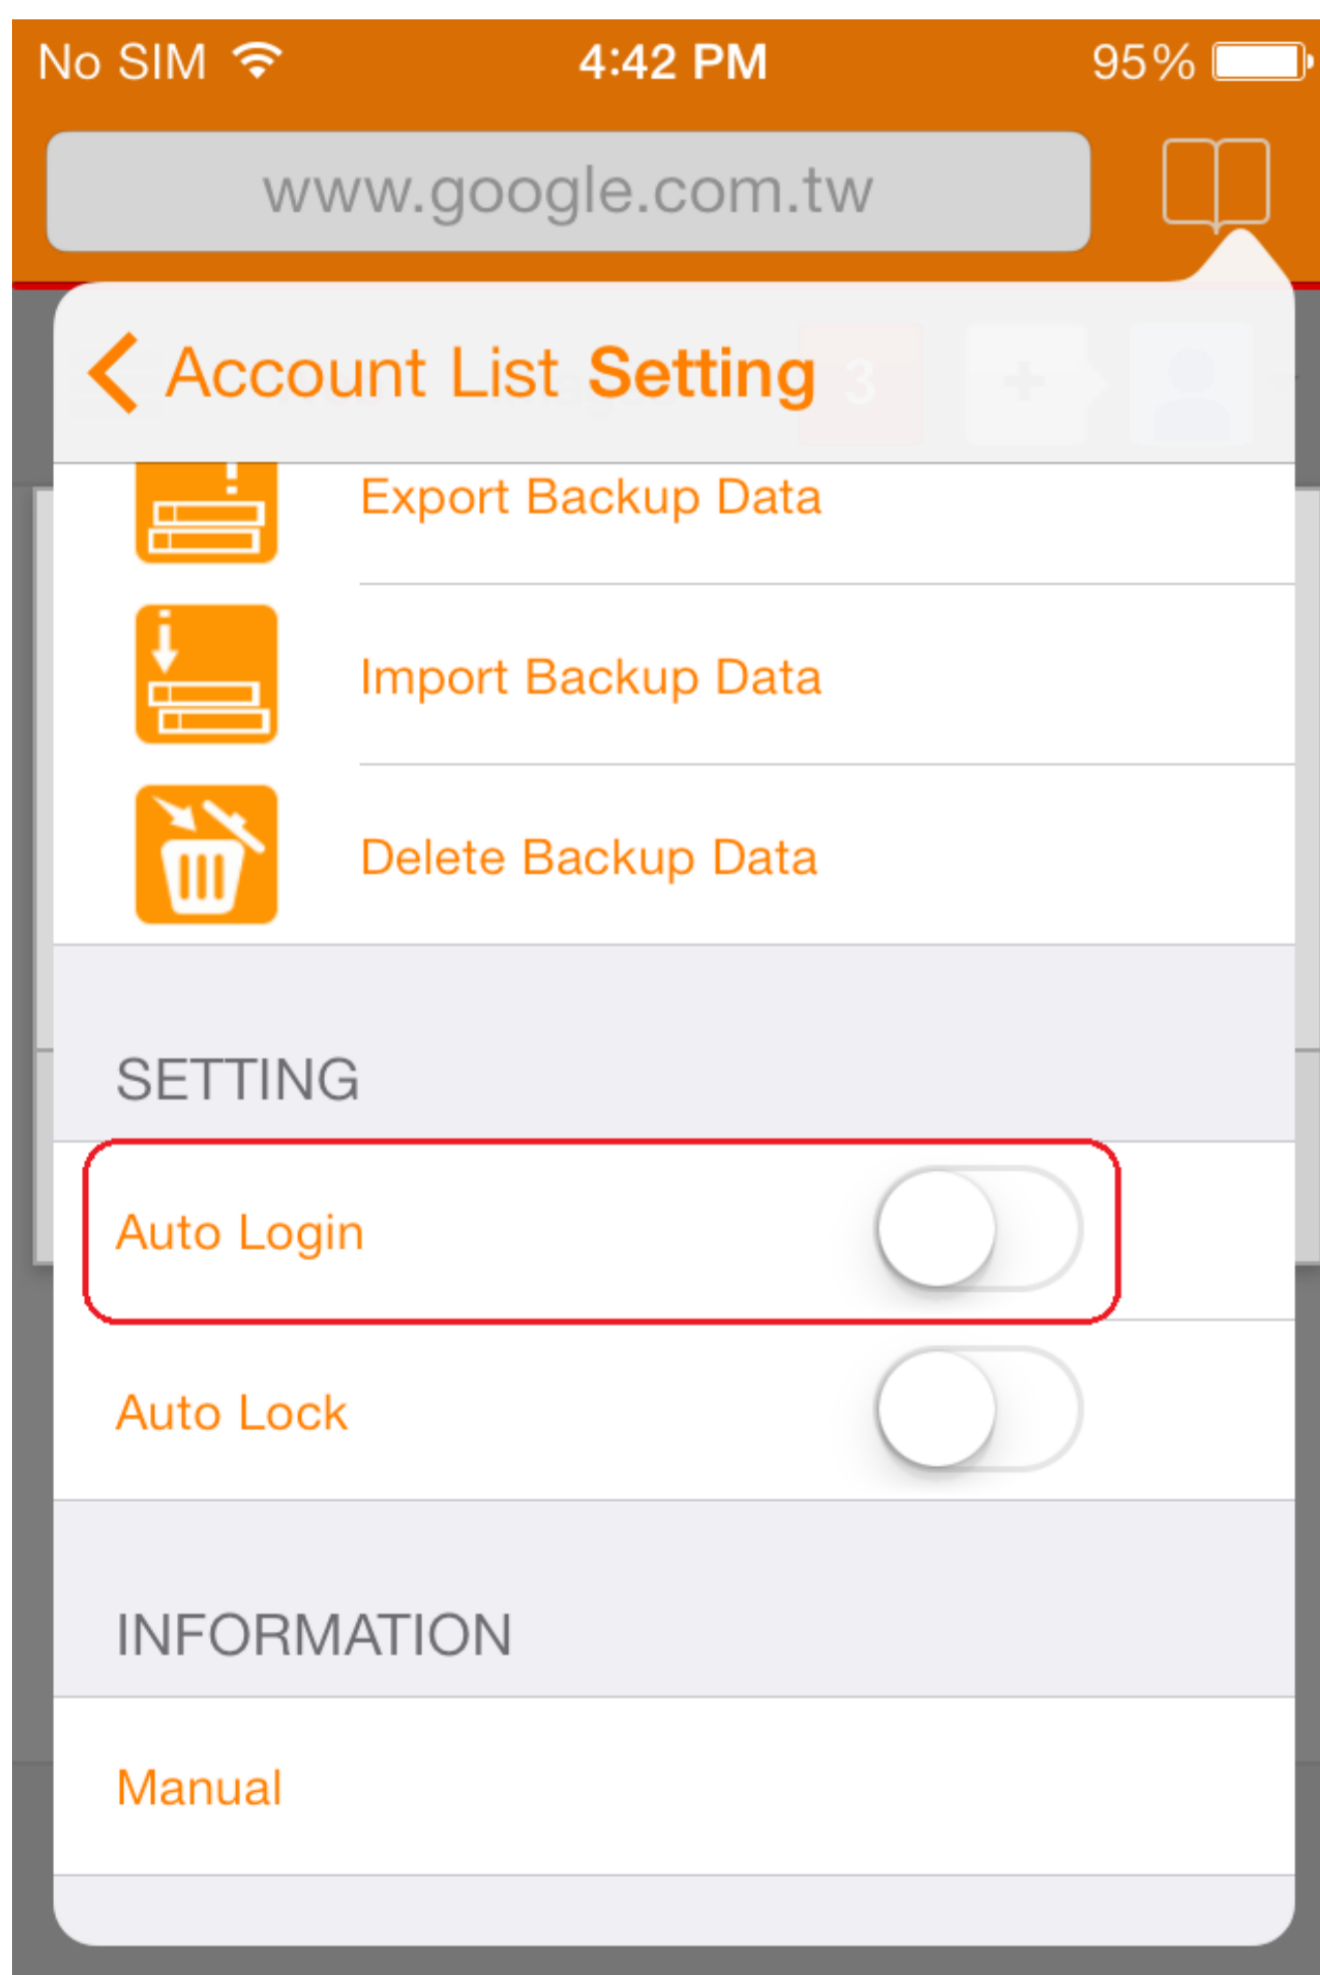 No SIM 4:42 PM 95%
www.google.com.tw
Account List Setting
3 +
Export Backup Data
Import Backup Data
Delete Backup Data
SETTING
Auto Login
Auto Lock
INFORMATION
Manual